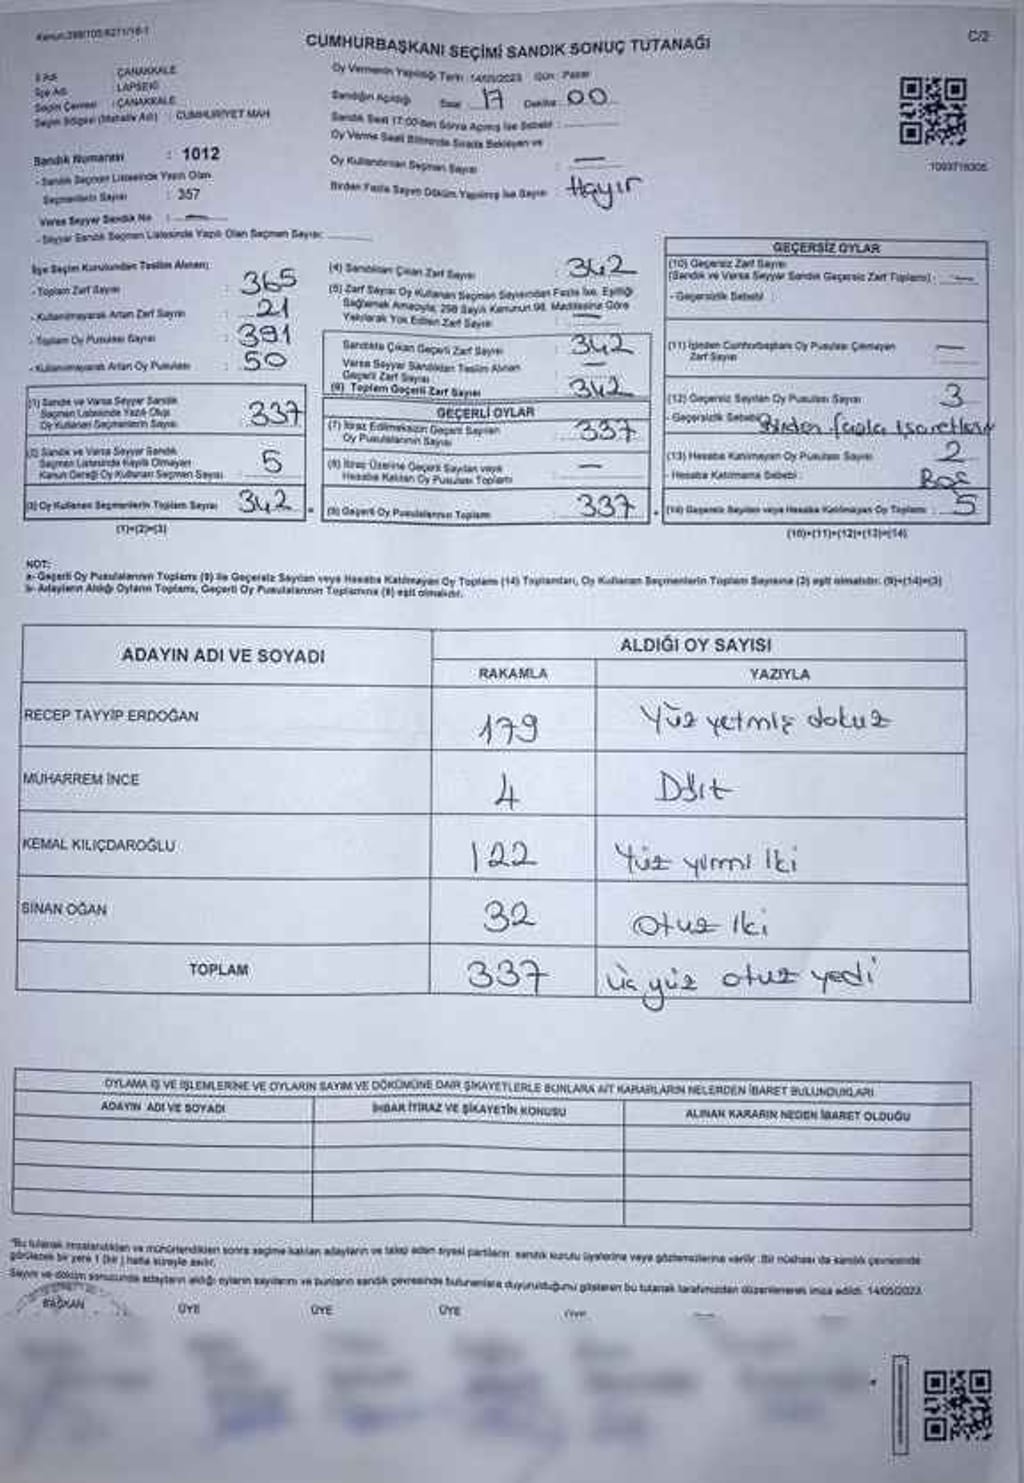 Kanun:298/105/6271/16-1
CUMHURBAŞKANI SEÇİMİ SANDIK SONUÇ TUTANAĞI
C/2
İl Adı : ÇANAKKALE
İlçe Adı : LAPSEKİ
Seçim Çevresi : ÇANAKKALE
Seçim Bölgesi (Mahalle Adı) : CUMHURİYET MAH
Sandık Numarası : 1012
- Sandık Seçmen Listesinde Yazılı Olan
Seçmenlerin Sayısı : 357
Varsa Seyyar Sandık No : —
- Seyyar Sandık Seçmen Listesinde Yazılı Olan Seçmen Sayısı:
Oy Vermenin Yapıldığı Tarih : 14/05/2023 Gün : Pazar
Sandığın Açıldığı Saat 17 Dakika 00
Sandık Saat 17:00'den Sonra Açılmış İse Sebebi :
Oy Verme Saati Bitiminde Sırada Bekleyen ve
Oy Kullandırılan Seçmen Sayısı : —
Birden Fazla Sayım Döküm Yapılmış İse Sayısı : Hayır
1093716306
İlçe Seçim Kurulundan Teslim Alınan;
- Toplam Zarf Sayısı : 365
- Kullanılmayarak Artan Zarf Sayısı : 21
- Toplam Oy Pusulası Sayısı : 391
- Kullanılmayarak Artan Oy Pusulası : 50
(1) Sandık ve Varsa Seyyar Sandık
Seçmen Listesinde Yazılı Olup
Oy Kullanan Seçmenlerin Sayısı : 337
(2) Sandık ve Varsa Seyyar Sandık
Seçmen Listesinde Kayıtlı Olmayan
Kanun Gereği Oy Kullanan Seçmen Sayısı : 5
(3) Oy Kullanan Seçmenlerin Toplam Sayısı : 342
(1)+(2)=(3)
(4) Sandıktan Çıkan Zarf Sayısı : 342
(5) Zarf Sayısı Oy Kullanan Seçmen Sayısından Fazla İse, Eşitliği
Sağlamak Amacıyla, 298 Sayılı Kanunun 98. Maddesine Göre
Yakılarak Yok Edilen Zarf Sayısı : —
Sandıkta Çıkan Geçerli Zarf Sayısı : 342
Varsa Seyyar Sandıktan Teslim Alınan
Geçerli Zarf Sayısı :
(6) Toplam Geçerli Zarf Sayısı : 342
GEÇERLİ OYLAR
(7) İtiraz Edilmeksizin Geçerli Sayılan
Oy Pusulalarının Sayısı : 337
(8) İtiraz Üzerine Geçerli Sayılan veya
Hesaba Katılan Oy Pusulası Toplamı : —
(9) Geçerli Oy Pusulalarının Toplamı : 337
GEÇERSİZ OYLAR
(10) Geçersiz Zarf Sayısı
(Sandık ve Varsa Seyyar Sandık Geçersiz Zarf Toplamı) : —
- Geçersizlik Sebebi :
(11) İçinden Cumhurbaşkanı Oy Pusulası Çıkmayan
Zarf Sayısı : —
(12) Geçersiz Sayılan Oy Pusulası Sayısı : 3
- Geçersizlik Sebebi : Birden fazla işaretleme
(13) Hesaba Katılmayan Oy Pusulası Sayısı : 2
- Hesaba Katılmama Sebebi : Boş
(14) Geçersiz Sayılan veya Hesaba Katılmayan Oy Toplamı : 5
(10)+(11)+(12)+(13)=(14)
NOT:
a- Geçerli Oy Pusulalarının Toplamı (9) ile Geçersiz Sayılan veya Hesaba Katılmayan Oy Toplamı (14) Toplamları, Oy Kullanan Seçmenlerin Toplam Sayısına (3) eşit olmalıdır. (9)+(14)=(3)
b- Adayların Aldığı Oyların Toplamı, Geçerli Oy Pusulalarının Toplamına (9) eşit olmalıdır.
ADAYIN ADI VE SOYADI
ALDIĞI OY SAYISI
RAKAMLA YAZIYLA
RECEP TAYYİP ERDOĞAN 179 Yüz yetmiş dokuz
MUHARREM İNCE 4 Dört
KEMAL KILIÇDAROĞLU 122 Yüz yirmi iki
SİNAN OĞAN 32 Otuz iki
TOPLAM 337 üç yüz otuz yedi
OYLAMA İŞ VE İŞLEMLERİNE VE OYLARIN SAYIM VE DÖKÜMÜNE DAİR ŞİKAYETLERLE BUNLARA AİT KARARLARIN NELERDEN İBARET BULUNDUKLARI
ADAYIN ADI VE SOYADI İHBAR İTİRAZ VE ŞİKAYETİN KONUSU ALINAN KARARIN NEDEN İBARET OLDUĞU
"Bu tutanak imzalandıktan ve mühürlendikten sonra seçime katılan adayların ve talep eden siyasi partilerin sandık kurulu üyelerine veya gözlemcilerine verilir. Bir nüshası da sandık çevresinde
görülecek bir yere 1 (bir) hafta süreyle asılır.
Sayım ve döküm sonucunda adayların aldığı oyların sayılarını ve bunların sandık çevresinde bulunanlara duyurulduğunu gösteren bu tutanak tarafımızdan düzenlenerek imza edildi. 14/05/2023
BAŞKAN ÜYE ÜYE ÜYE ÜYE